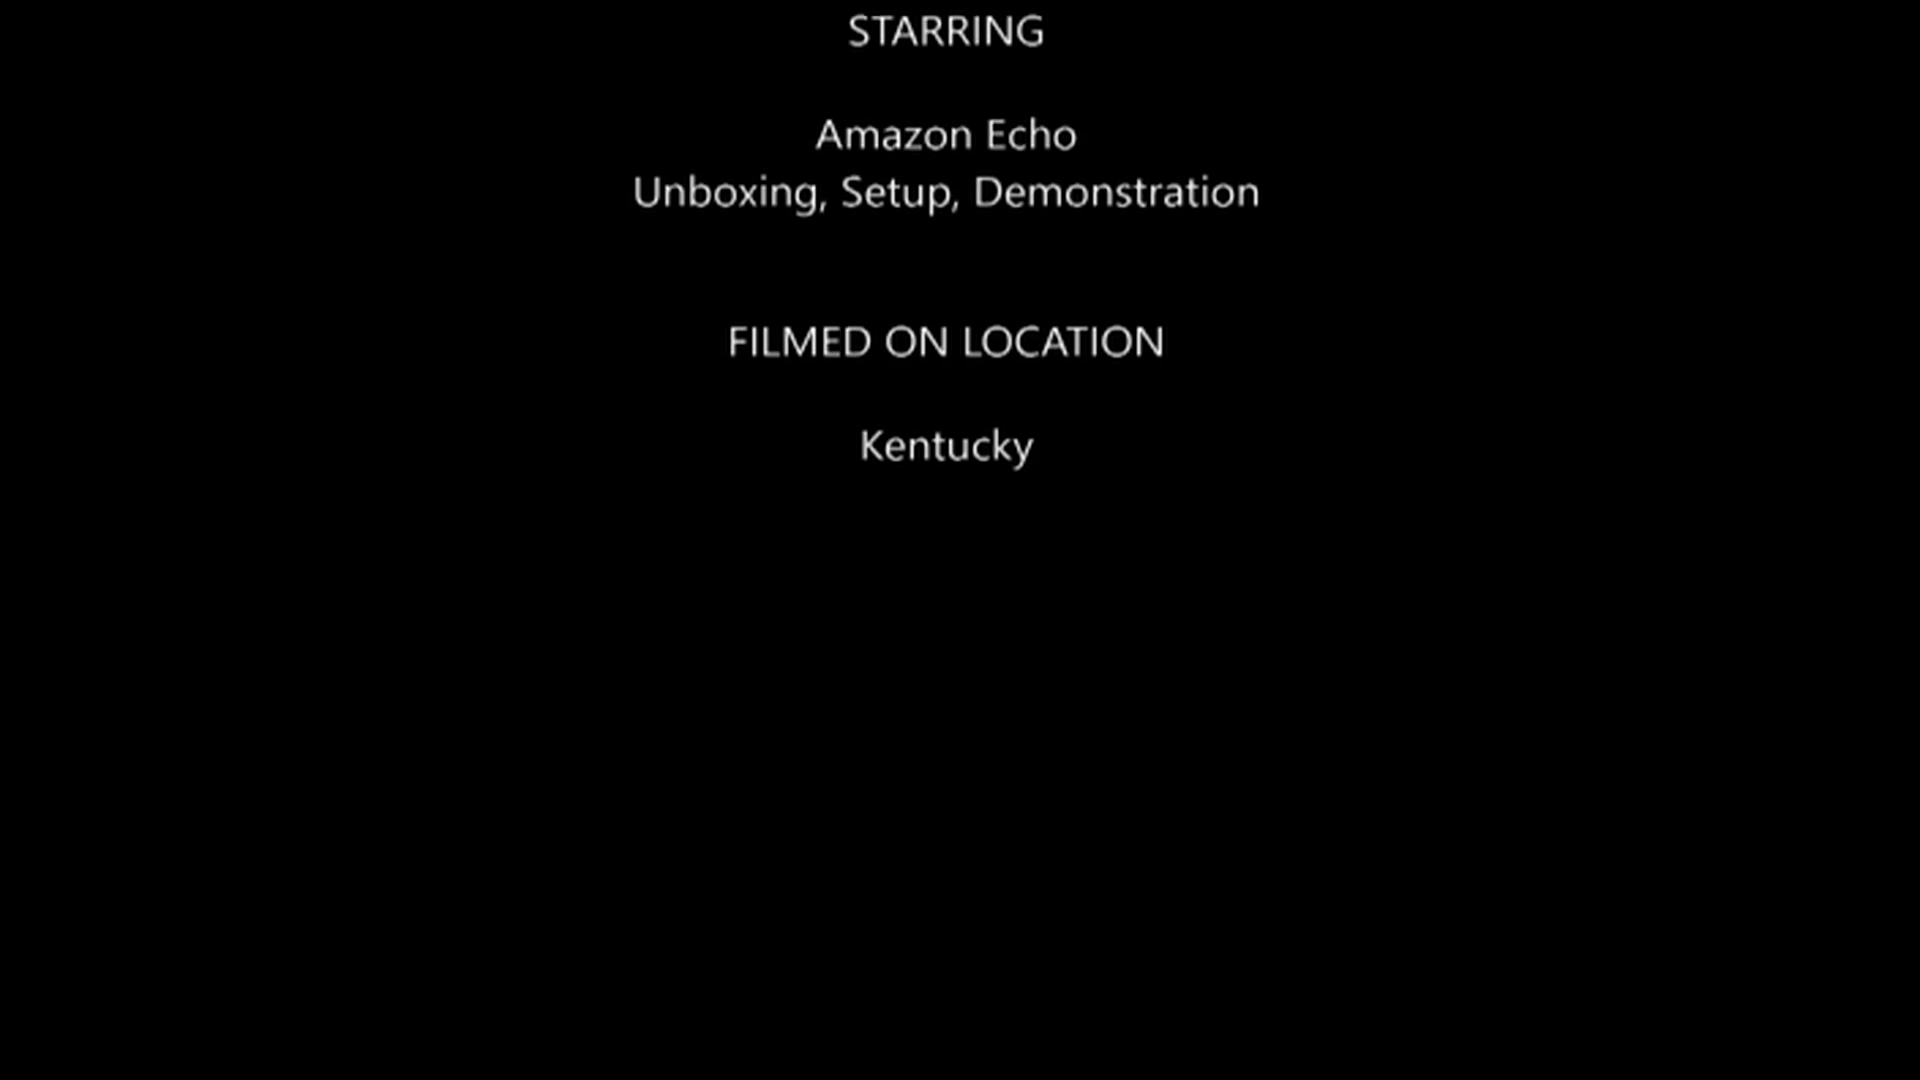 STARRING
Amazon Echo
Unboxing, Setup, Demonstration
FILMED ON LOCATION
Kentucky